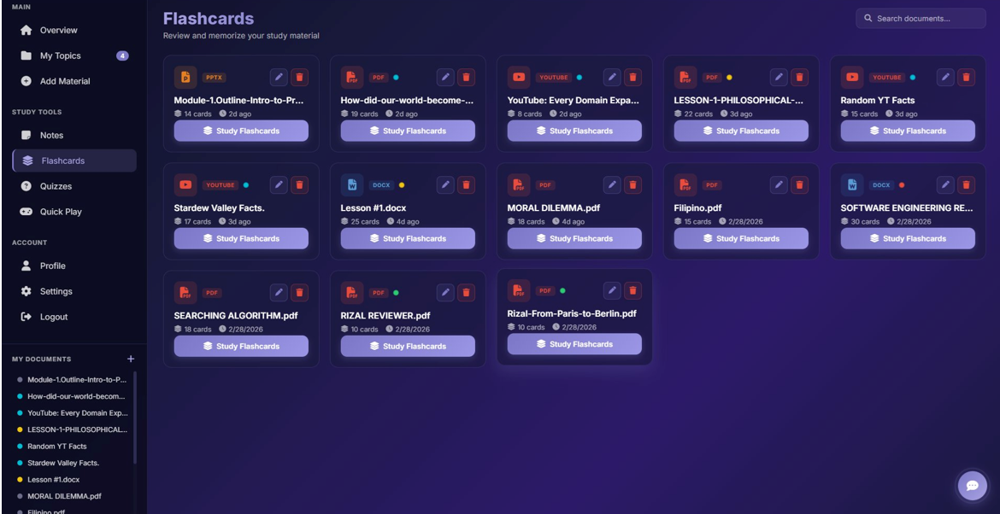 MAIN
Overview
My Topics 4
Add Material
STUDY TOOLS
Notes
Flashcards
Quizzes
Quick Play
ACCOUNT
Profile
Settings
Logout
MY DOCUMENTS +
Module-1.Outline-Intro-to-P...
How-did-our-world-becom...
YouTube: Every Domain Exp...
LESSON-1-PHILOSOPHICAL...
Random YT Facts
Stardew Valley Facts.
Lesson #1.docx
MORAL DILEMMA.pdf
Filipino.pdf
Flashcards
Review and memorize your study material
Search documents...
PPTX
Module-1.Outline-Intro-to-Pr...
14 cards 2d ago
Study Flashcards
PDF PDF
How-did-our-world-become-...
19 cards 2d ago
Study Flashcards
YOUTUBE
YouTube: Every Domain Expa...
8 cards 2d ago
Study Flashcards
PDF PDF
LESSON-1-PHILOSOPHICAL-...
22 cards 3d ago
Study Flashcards
YOUTUBE
Random YT Facts
15 cards 3d ago
Study Flashcards
YOUTUBE
Stardew Valley Facts.
17 cards 3d ago
Study Flashcards
W DOCX
Lesson #1.docx
25 cards 4d ago
Study Flashcards
PDF PDF
MORAL DILEMMA.pdf
18 cards 4d ago
Study Flashcards
PDF PDF
Filipino.pdf
15 cards 2/28/2026
Study Flashcards
W DOCX
SOFTWARE ENGINEERING RE...
30 cards 2/28/2026
Study Flashcards
PDF PDF
SEARCHING ALGORITHM.pdf
18 cards 2/28/2026
Study Flashcards
PDF PDF
RIZAL REVIEWER.pdf
10 cards 2/28/2026
Study Flashcards
PDF PDF
Rizal-From-Paris-to-Berlin.pdf
10 cards 2/28/2026
Study Flashcards